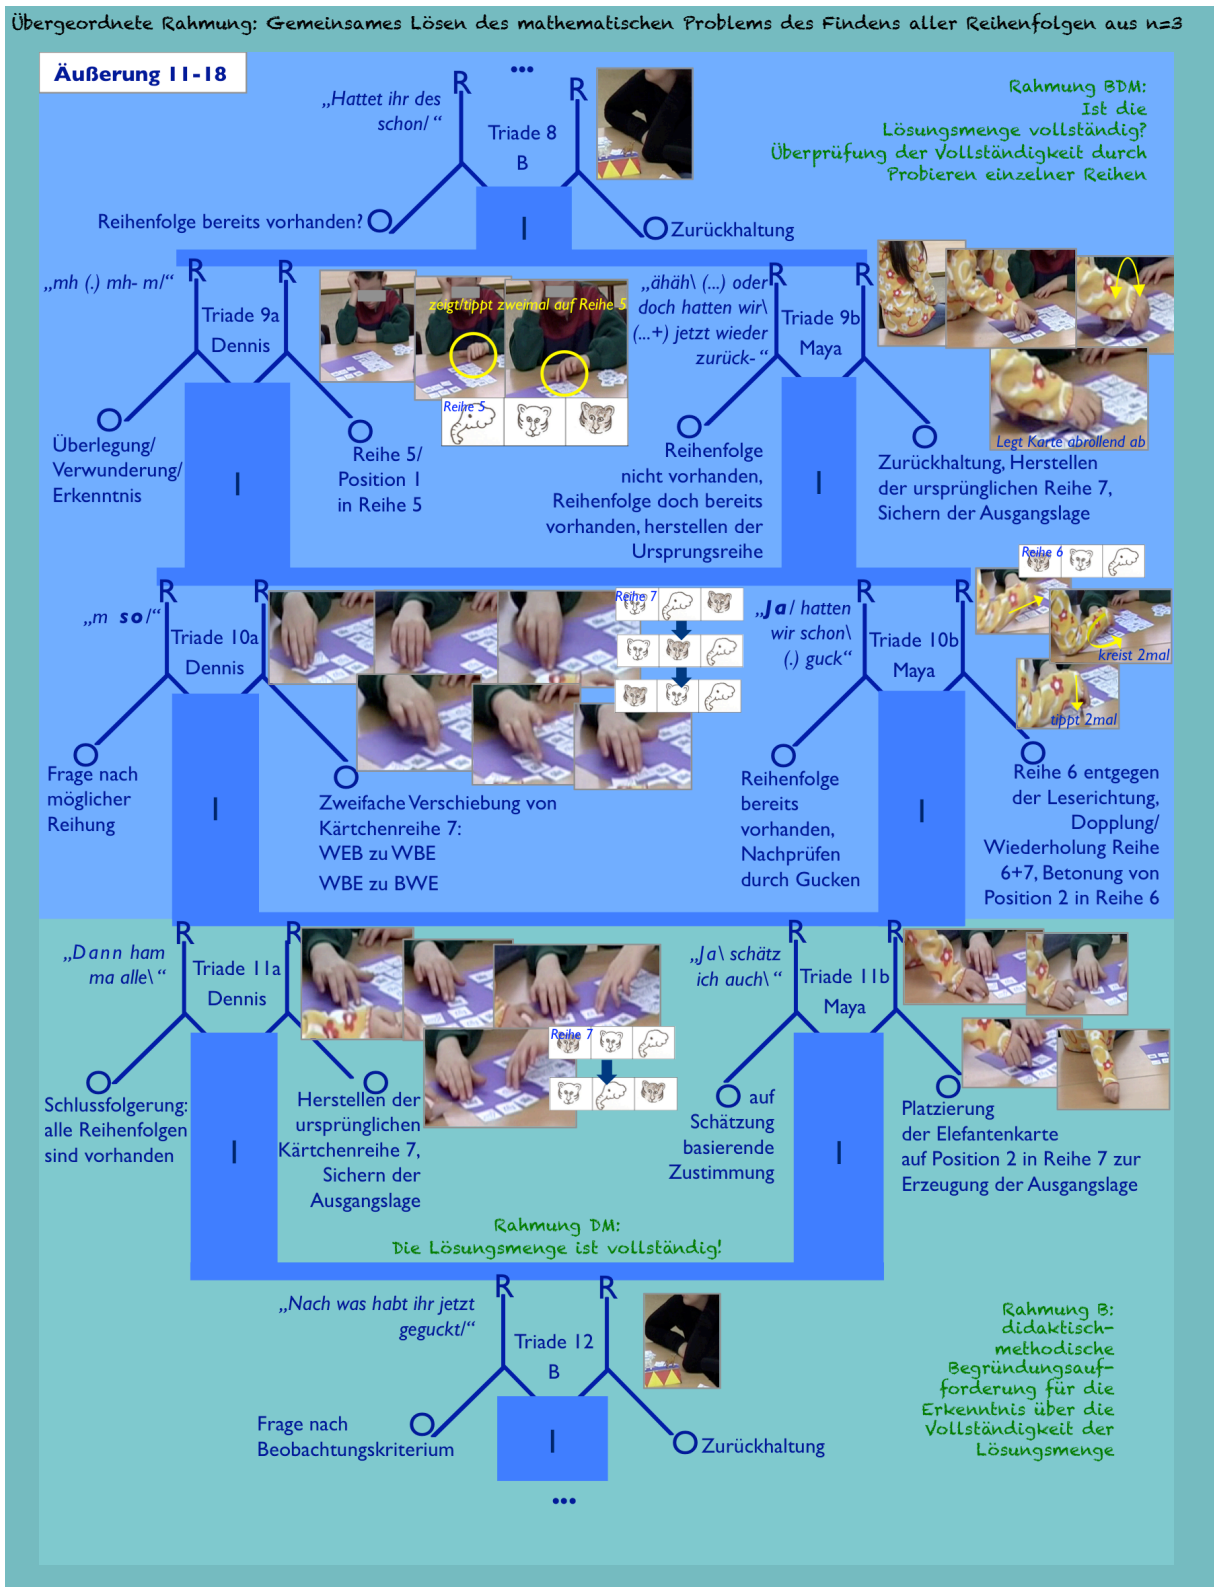 Übergeordnete Rahmung: Gemeinsames Lösen des mathematischen Problems des Findens aller Reihenfolgen aus n=3
Äußerung 11-18
...
R
R
„Hattet ihr des
schon/ “
Triade 8
B
Rahmung BDM:
Ist die
Lösungsmenge vollständig?
Überprüfung der Vollständigkeit durch
Probieren einzelner Reihen
Reihenfolge bereits vorhanden?
I
Zurückhaltung
R
R
„mh (.) mh- m/“
Triade 9a
Dennis
zeigt/tippt zweimal auf Reihe 5
Reihe 5
Überlegung/
Verwunderung/
Erkenntnis
I
Reihe 5/
Position 1
in Reihe 5
R
R
„ähäh\ (...) oder
doch hatten wir\
(...+) jetzt wieder
zurück- “
Triade 9b
Maya
Legt Karte abrollend ab
Reihenfolge
nicht vorhanden,
Reihenfolge doch bereits
vorhanden, herstellen der
Ursprungsreihe
I
Zurückhaltung, Herstellen
der ursprünglichen Reihe 7,
Sichern der Ausgangslage
R
R
„m so/“
Triade 10a
Dennis
Reihe 7
Frage nach
möglicher
Reihung
I
Zweifache Verschiebung von
Kärtchenreihe 7:
WEB zu WBE
WBE zu BWE
R
R
„Ja/ hatten
wir schon\
(.) guck“
Triade 10b
Maya
Reihe 6
kreist 2mal
tippt 2mal
Reihenfolge
bereits
vorhanden,
Nachprüfen
durch Gucken
I
Reihe 6 entgegen
der Leserichtung,
Dopplung/
Wiederholung Reihe
6+7, Betonung von
Position 2 in Reihe 6
R
R
„Dann ham
ma alle\ “
Triade 11a
Dennis
Reihe 7
Schlussfolgerung:
alle Reihenfolgen
sind vorhanden
I
Herstellen der
ursprünglichen
Kärtchenreihe 7,
Sichern der
Ausgangslage
R
R
„Ja\ schätz
ich auch\ “
Triade 11b
Maya
auf
Schätzung
basierende
Zustimmung
I
Platzierung
der Elefantenkarte
auf Position 2 in Reihe 7 zur
Erzeugung der Ausgangslage
Rahmung DM:
Die Lösungsmenge ist vollständig!
R
R
„Nach was habt ihr jetzt
geguckt/“
Triade 12
B
Rahmung B:
didaktisch-
methodische
Begründungsauf-
forderung für die
Erkenntnis über die
Vollständigkeit der
Lösungsmenge
Frage nach
Beobachtungskriterium
I
Zurückhaltung
...